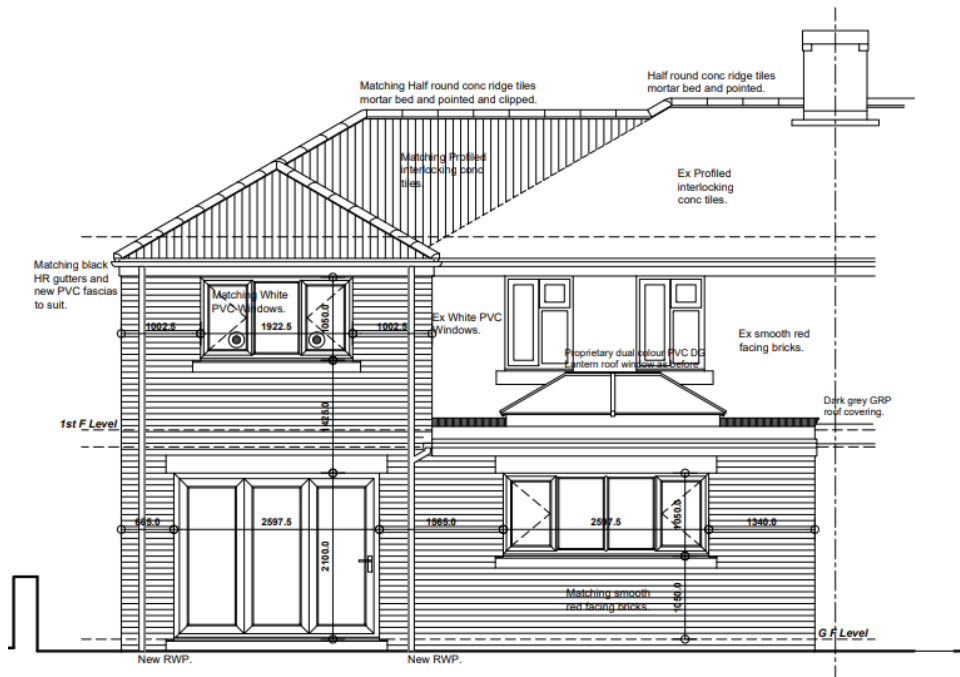 Half round conc ridge tiles
mortar bed and pointed.
Matching Half round conc ridge tiles
mortar bed and pointed and clipped.
Matching Profiled
interlocking conc
tiles.
Ex Profiled
interlocking
conc tiles.
Matching black
HR gutters and
new PVC fascias
to suit.
Matching White
PVC Windows.
1002.5
1922.5
1002.5
1050.0
Ex White PVC
Windows.
Ex smooth red
facing bricks.
Proprietary dual colour PVC DG
Lantern roof window as before
Dark grey GRP
roof covering.
1st F Level
1425.0
665.0
2597.5
1565.0
2597.5
1340.0
1050.0
2100.0
Matching smooth
red facing bricks.
1050.0
G F Level
New RWP.
New RWP.